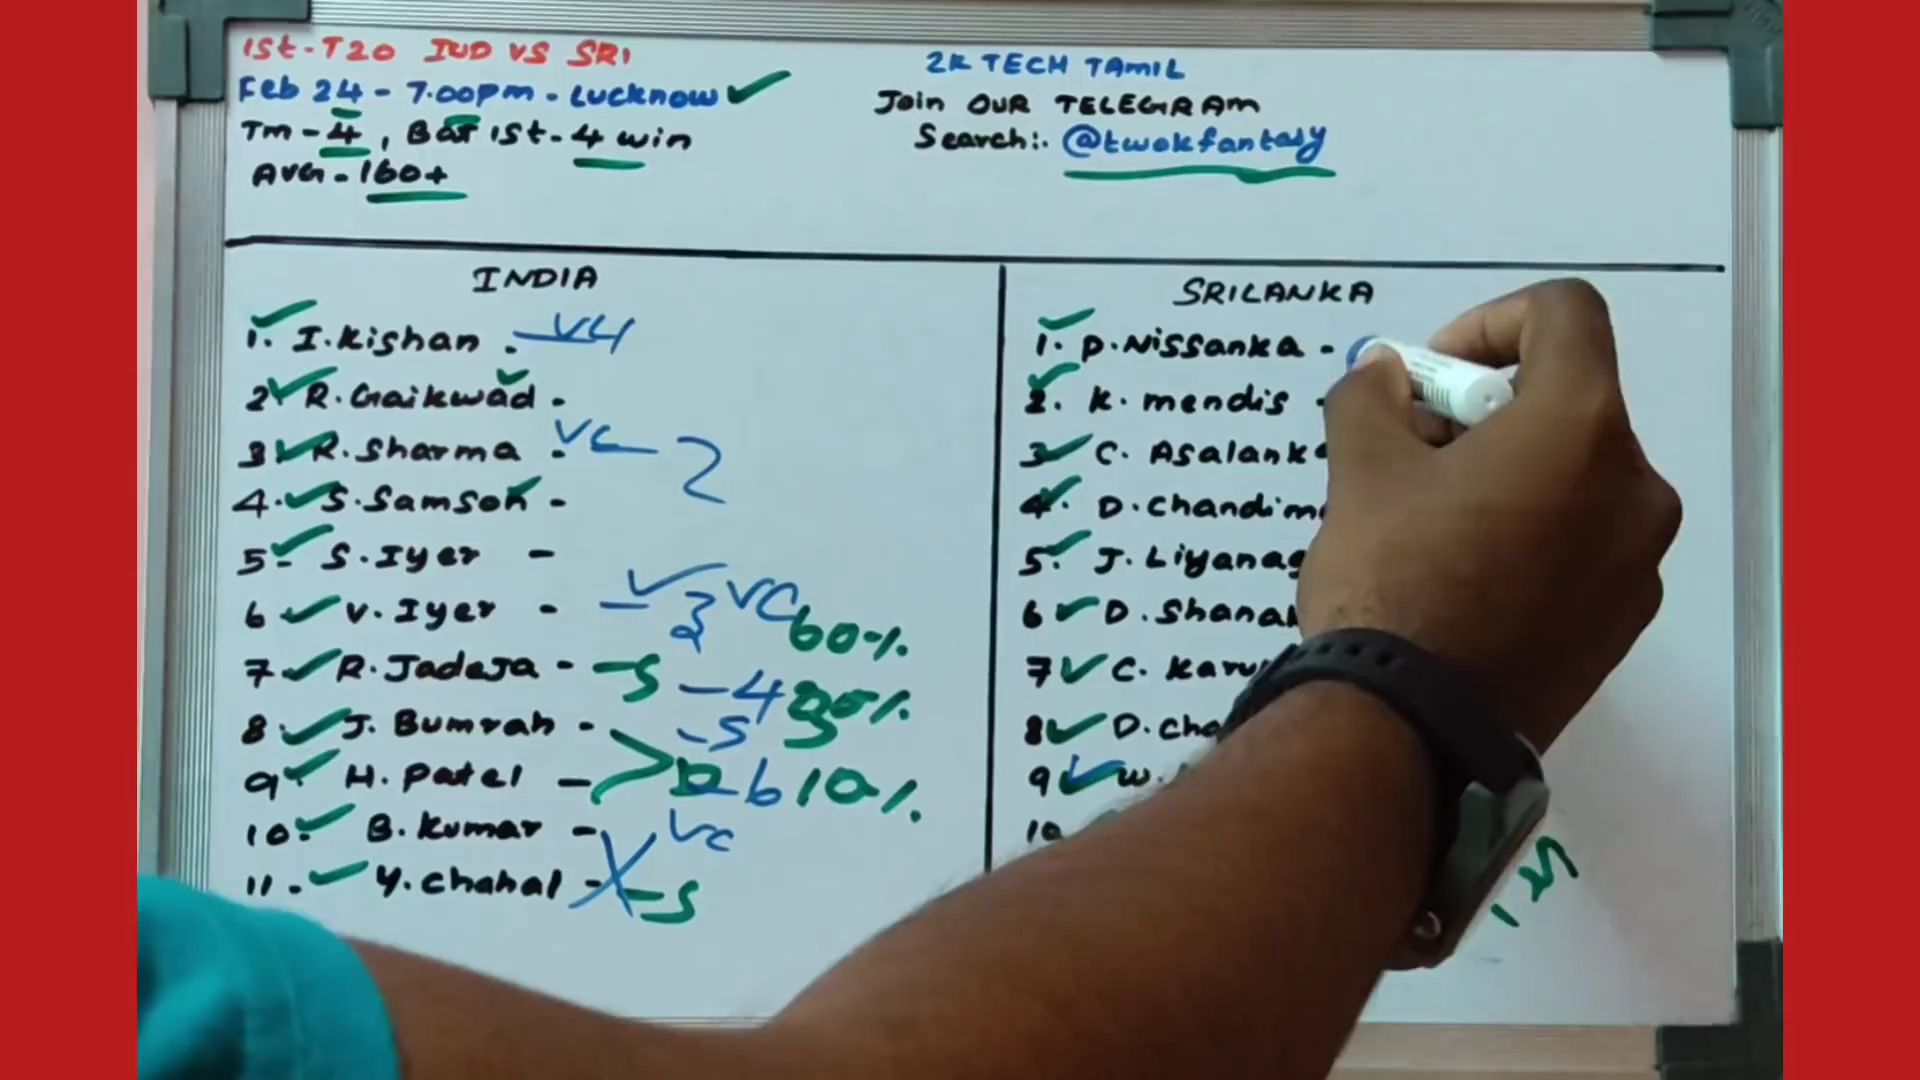 1st-T20 IND VS SRI
Feb 24 - 7.00pm - Lucknow
Tm - 4, Bat 1st - 4 win
AVG - 160+
2K TECH TAMIL
Join OUR TELEGRAM
Search:. @twokfantasy
INDIA
1. I. Kishan -
2. R. Gaikwad -
3 R. Sharma - VC 2
4. S. Samson -
5- S. Iyer -
6 V. Iyer - 3 VC 60%
7 R. Jadeja - -S -4
8. J. Bumrah - -5
9. H. Patel - 6 10%
10. B. Kumar - VC
11- Y. Chahal - -S
SRILANKA
1. P. Nissanka -
2. K. mendis -
3 C. Asalanka
4. D. Chandim
5. J. Liyanag
6 D. Shana
7 C. Karu
8 D. Cha
9 W.
10